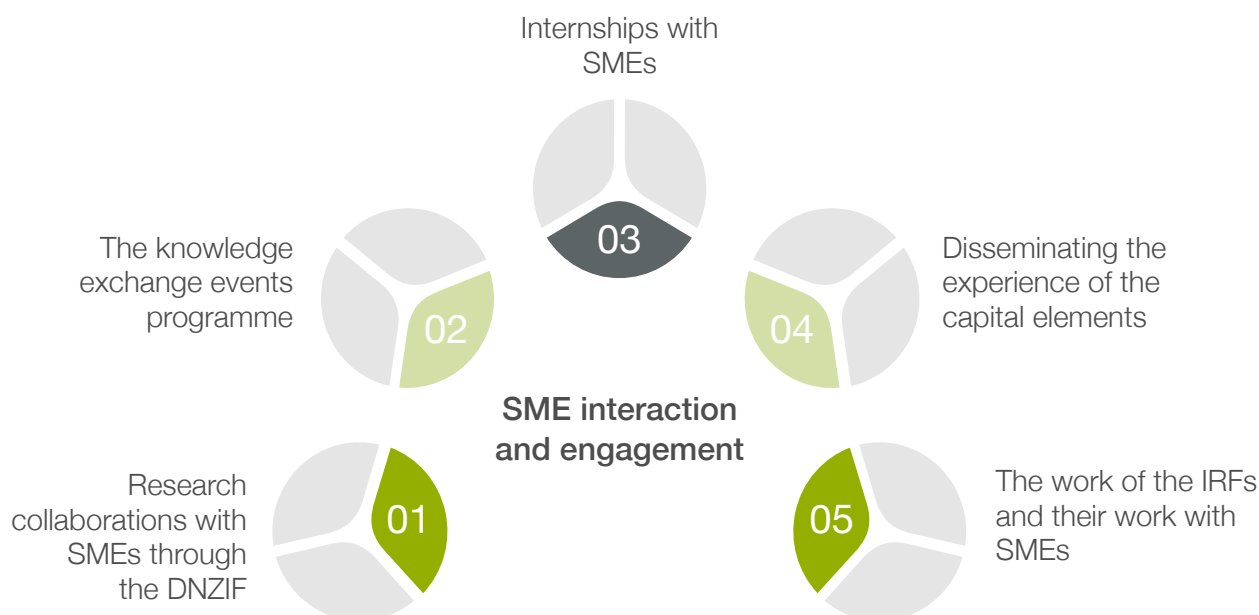 Internships with
SMEs
03
The knowledge
exchange events
programme
02
Disseminating the
experience of the
capital elements
04
SME interaction
and engagement
Research
collaborations with
SMEs through
the DNZIF
01
The work of the IRFs
and their work with
SMEs
05